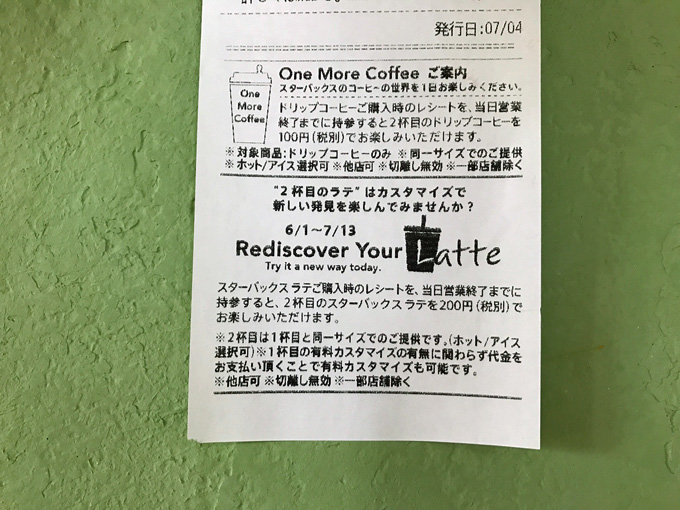 発行日:07/04
One More Coffee ご案内
スターバックスのコーヒーの世界を1日お楽しみください。
One
More
Coffee
ドリップコーヒーご購入時のレシートを、当日営業
終了までに持参すると2杯目のドリップコーヒーを
100円(税別)でお楽しみいただけます。
※対象商品:ドリップコーヒーのみ ※同一サイズでのご提供
※ホット/アイス選択可 ※他店可 ※切離し無効 ※一部店舗除く
"2杯目のラテ"はカスタマイズで
新しい発見を楽しんでみませんか?
6/1~7/13
Rediscover Your Latte
Try it a new way today.
スターバックス ラテご購入時のレシートを、当日営業終了までに
持参すると、2杯目のスターバックス ラテを200円(税別)で
お楽しみいただけます。
※2杯目は1杯目と同一サイズでのご提供です。(ホット/アイス
選択可)※1杯目の有料カスタマイズの有無に関わらず代金を
お支払い頂くことで有料カスタマイズも可能です。
※他店可 ※切離し無効 ※一部店舗除く